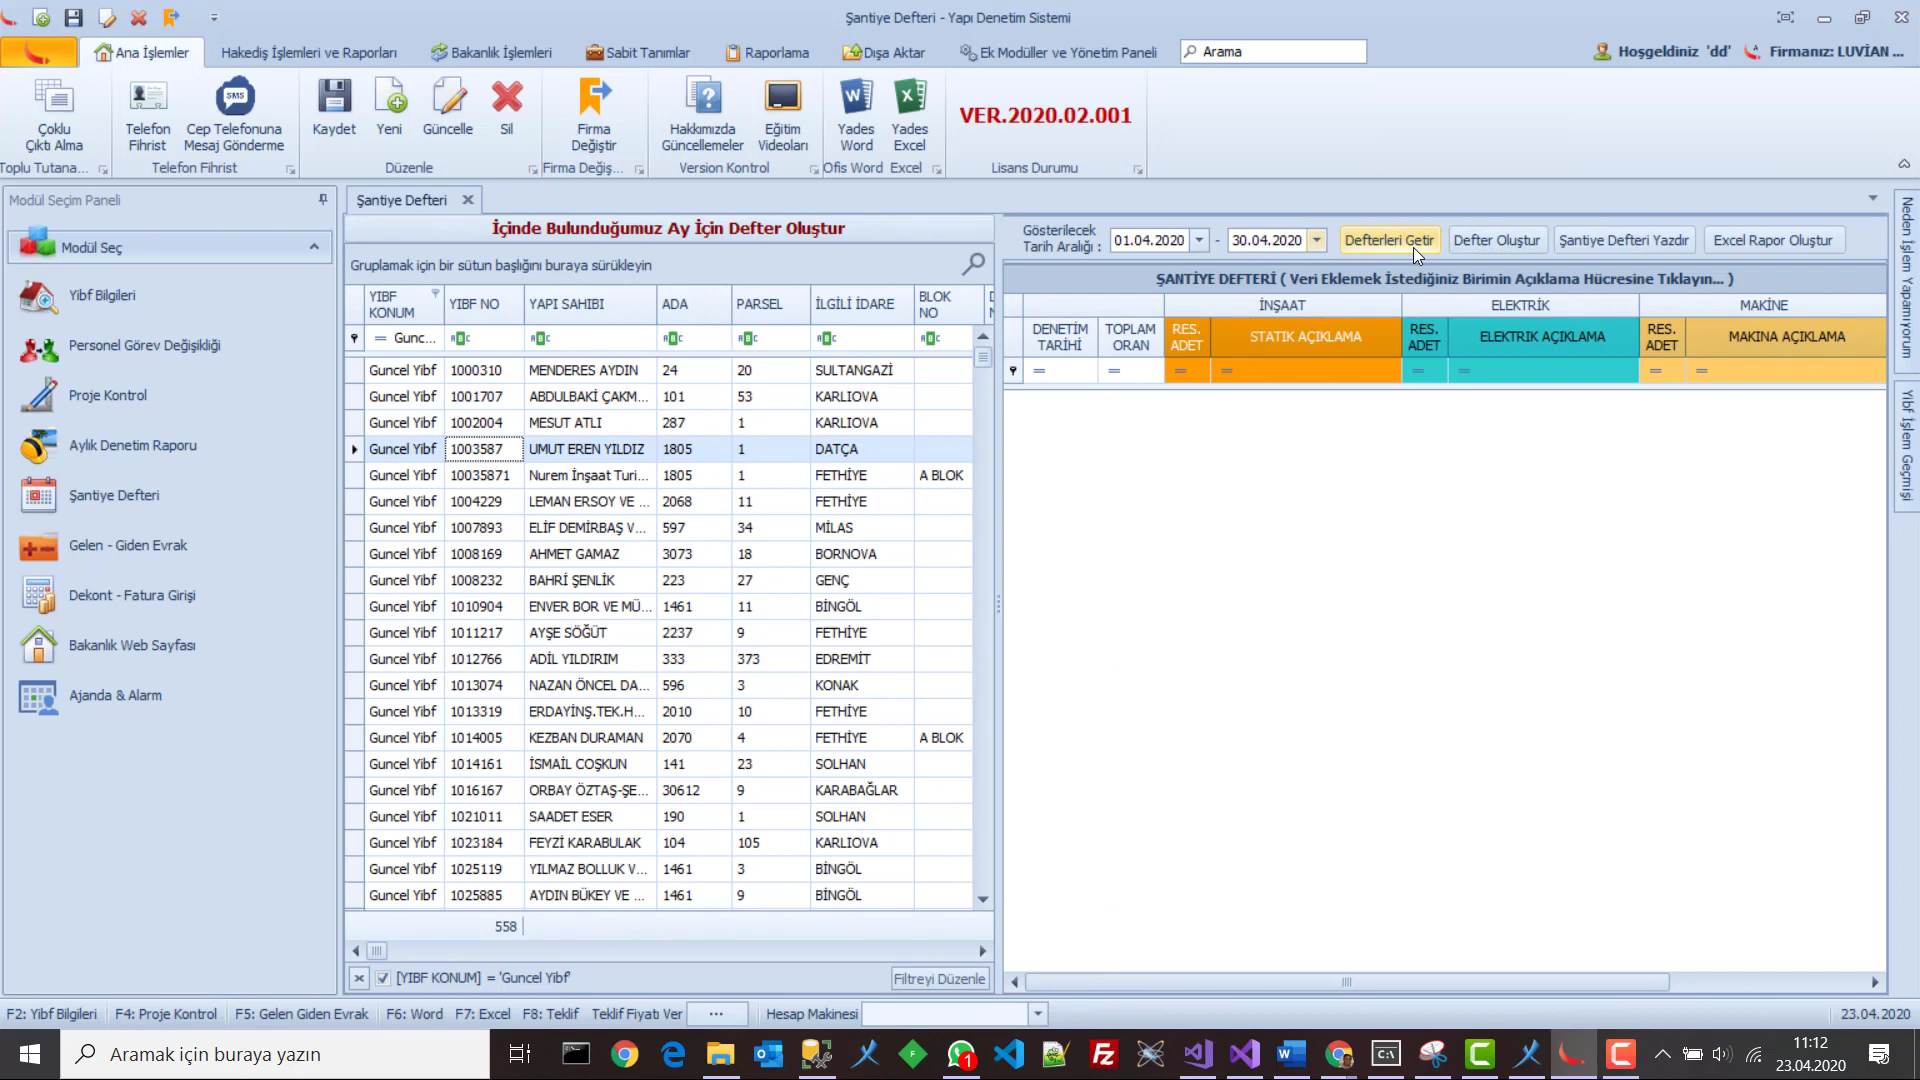 Şantiye Defteri - Yapı Denetim Sistemi
Ana İşlemler
Hakediş İşlemleri ve Raporları
Bakanlık İşlemleri
Sabit Tanımlar
Raporlama
Dışa Aktar
Ek Modüller ve Yönetim Paneli
Arama
Hoşgeldiniz 'dd'
Firmanız: LUVİAN ...
Çoklu
Çıktı Alma
Telefon
Fihrist
SMS
Cep Telefonuna
Mesaj Gönderme
Kaydet
Yeni
Güncelle
Sil
Firma
Değiştir
Hakkımızda
Güncellemeler
Eğitim
Videoları
Yades
Word
Yades
Excel
VER.2020.02.001
Toplu Tutana...
Telefon Fihrist
Düzenle
Firma Değiş...
Version Kontrol
Ofis Word
Excel
Lisans Durumu
Modül Seçim Paneli
Modül Seç
Yibf Bilgileri
Personel Görev Değişikliği
Proje Kontrol
Aylık Denetim Raporu
Şantiye Defteri
Gelen - Giden Evrak
Dekont - Fatura Girişi
Bakanlık Web Sayfası
Ajanda & Alarm
Şantiye Defteri
İçinde Bulunduğumuz Ay İçin Defter Oluştur
Gruplamak için bir sütun başlığını buraya sürükleyin
YIBF KONUM YIBF NO YAPI SAHIBI ADA PARSEL İLGİLİ İDARE BLOK NO
= Gunc...
Guncel Yibf 1000310 MENDERES AYDIN 24 20 SULTANGAZİ
Guncel Yibf 1001707 ABDULBAKİ ÇAKM... 101 53 KARLIOVA
Guncel Yibf 1002004 MESUT ATLI 287 1 KARLIOVA
Guncel Yibf 1003587 UMUT EREN YILDIZ 1805 1 DATÇA
Guncel Yibf 10035871 Nurem İnşaat Turi... 1805 1 FETHİYE A BLOK
Guncel Yibf 1004229 LEMAN ERSOY VE ... 2068 11 FETHİYE
Guncel Yibf 1007893 ELİF DEMİRBAŞ V... 597 34 MİLAS
Guncel Yibf 1008169 AHMET GAMAZ 3073 18 BORNOVA
Guncel Yibf 1008232 BAHRİ ŞENLİK 223 27 GENÇ
Guncel Yibf 1010904 ENVER BOR VE MÜ... 1461 11 BİNGÖL
Guncel Yibf 1011217 AYŞE SÖĞÜT 2237 9 FETHİYE
Guncel Yibf 1012766 ADİL YILDIRIM 333 373 EDREMİT
Guncel Yibf 1013074 NAZAN ÖNCEL DA... 596 3 KONAK
Guncel Yibf 1013319 ERDAYİNŞ.TEK.H... 2010 10 FETHİYE
Guncel Yibf 1014005 KEZBAN DURAMAN 2070 4 FETHİYE A BLOK
Guncel Yibf 1014161 İSMAİL COŞKUN 141 23 SOLHAN
Guncel Yibf 1016167 ORBAY ÖZTAŞ-ŞE... 30612 9 KARABAĞLAR
Guncel Yibf 1021011 SAADET ESER 190 1 SOLHAN
Guncel Yibf 1023184 FEYZİ KARABULAK 104 105 KARLIOVA
Guncel Yibf 1025119 YILMAZ BOLLUK V... 1461 3 BİNGÖL
Guncel Yibf 1025885 AYDIN BÜKEY VE ... 1461 9 BİNGÖL
558
[YIBF KONUM] = 'Guncel Yibf'
Filtreyi Düzenle
Gösterilecek
Tarih Aralığı :
01.04.2020 - 30.04.2020
Defterleri Getir
Defter Oluştur
Şantiye Defteri Yazdır
Excel Rapor Oluştur
ŞANTİYE DEFTERİ ( Veri Eklemek İstediğiniz Birimin Açıklama Hücresine Tıklayın... )
İNŞAAT ELEKTRİK MAKİNE
DENETİM TARİHİ TOPLAM ORAN RES. ADET STATIK AÇIKLAMA RES. ADET ELEKTRIK AÇIKLAMA RES. ADET MAKINA AÇIKLAMA
= = = = = = = =
Neden İşlem Yapamıyorum
Yibf İşlem Geçmişi
F2: Yibf Bilgileri
F4: Proje Kontrol
F5: Gelen Giden Evrak
F6: Word
F7: Excel
F8: Teklif
Teklif Fiyatı Ver
...
Hesap Makinesi
23.04.2020
Aramak için buraya yazın
11:12
23.04.2020